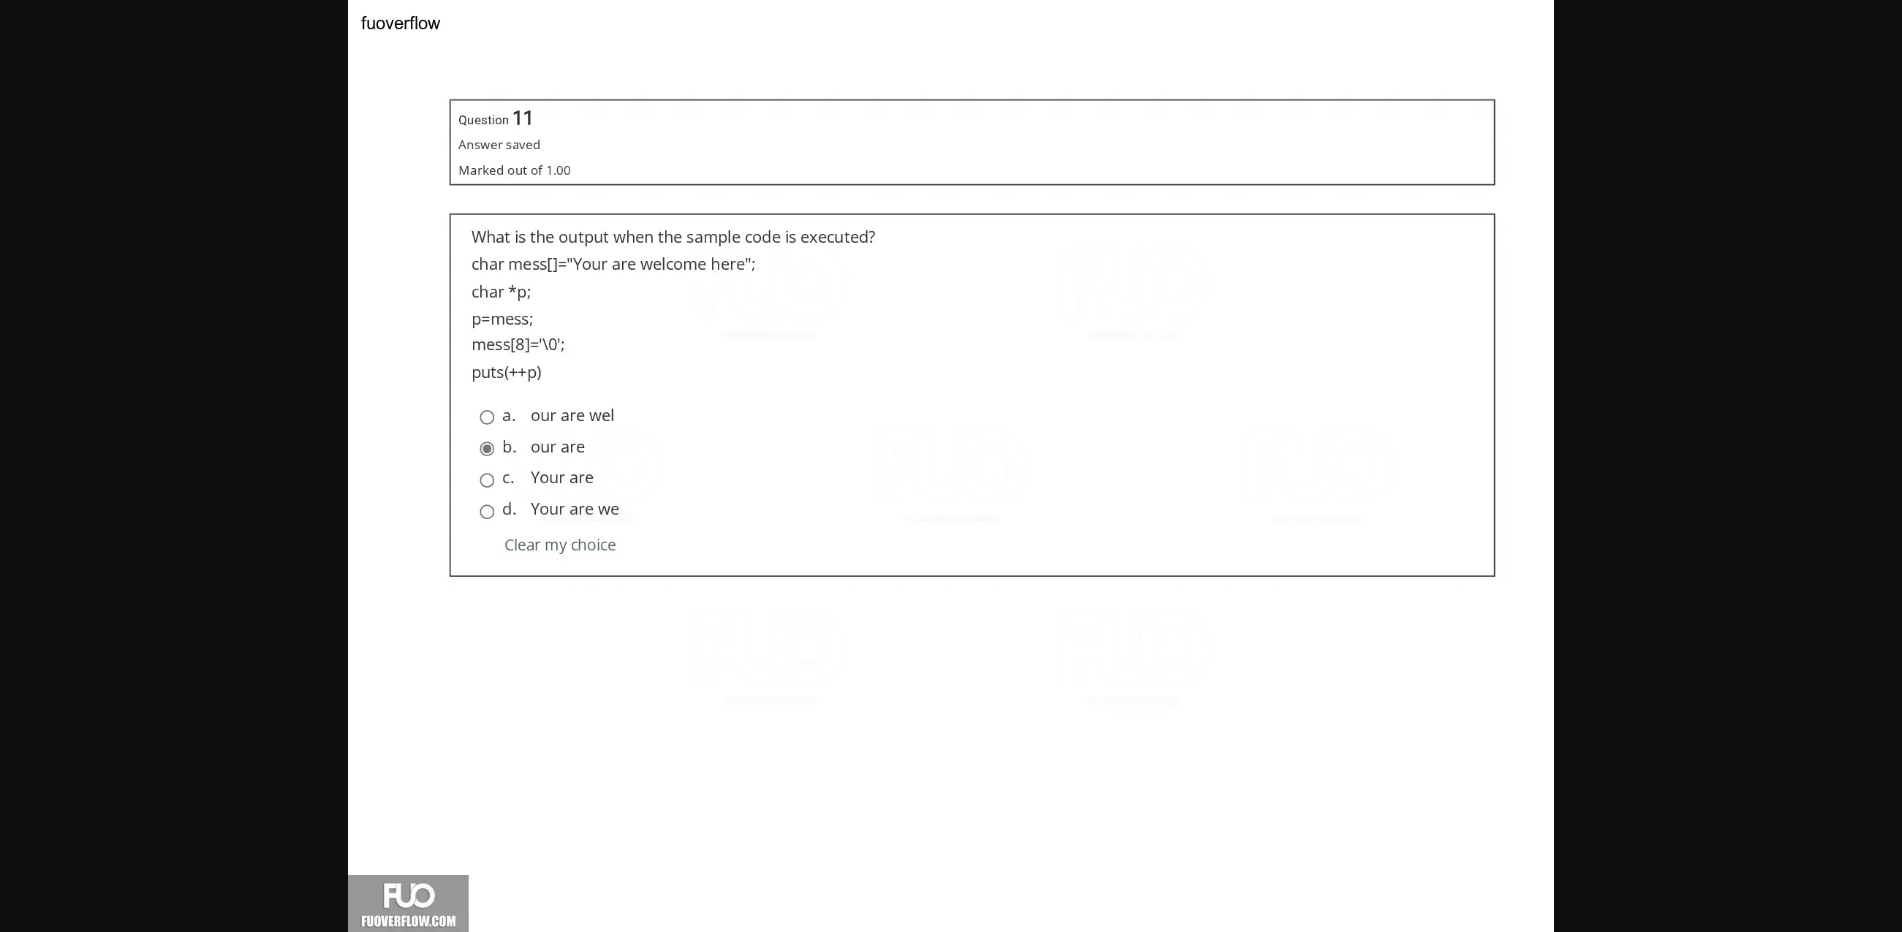 fuoverflow
Question 11
Answer saved
Marked out of 1.00
What is the output when the sample code is executed?
char mess[]="Your are welcome here";
char *p;
p=mess;
mess[8]='\0';
puts(++p)
a. our are wel
b. our are
c. Your are
d. Your are we
Clear my choice
FUO
FUOVERFLOW.COM